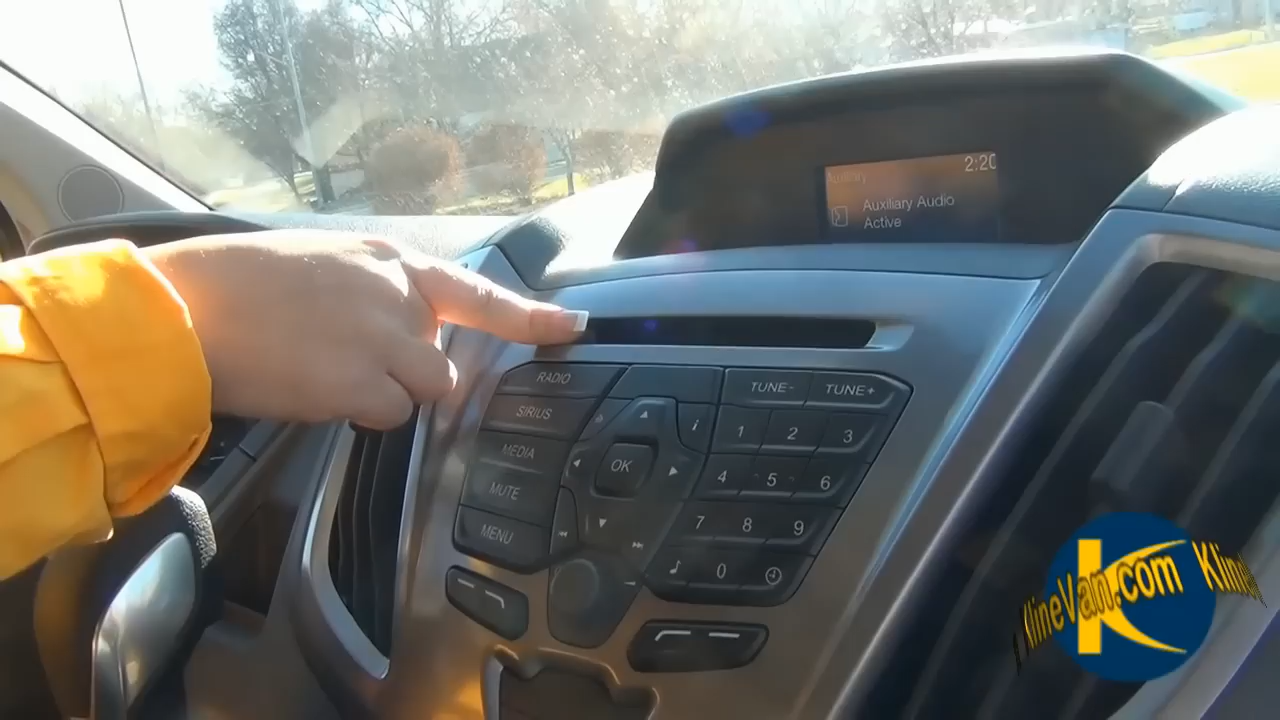 2:20
Auxiliary
Auxiliary Audio
Active
RADIO
TUNE-
TUNE+
SIRIUS
i
1
2
3
MEDIA
OK
4
5
6
MUTE
7
8
9
MENU
0
K
KlineVan.com